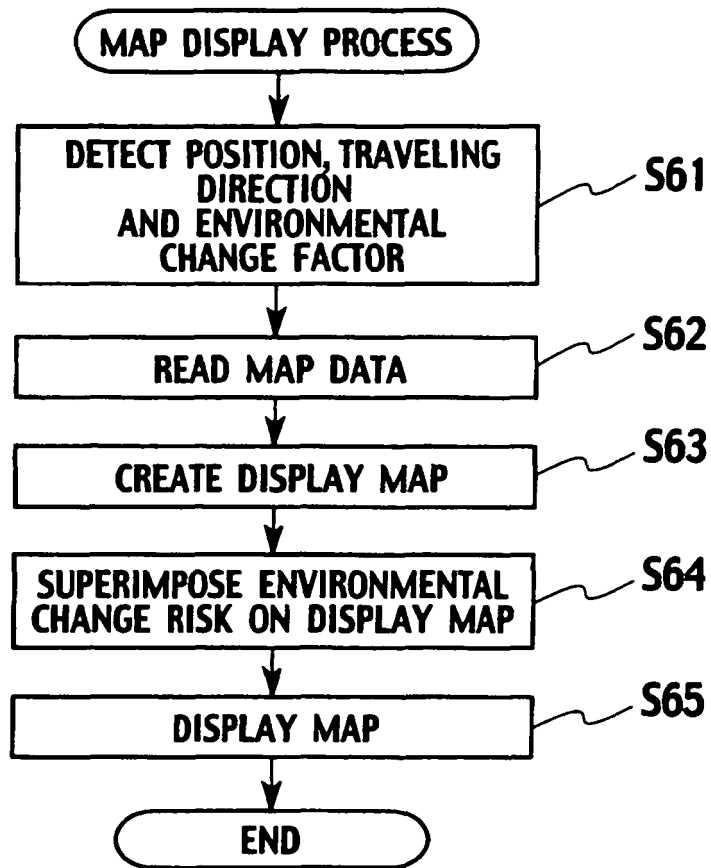 MAP DISPLAY PROCESS
DETECT POSITION, TRAVELING
DIRECTION
AND ENVIRONMENTAL
CHANGE FACTOR
S61
READ MAP DATA
S62
CREATE DISPLAY MAP
S63
SUPERIMPOSE ENVIRONMENTAL
CHANGE RISK ON DISPLAY MAP
S64
DISPLAY MAP
S65
END